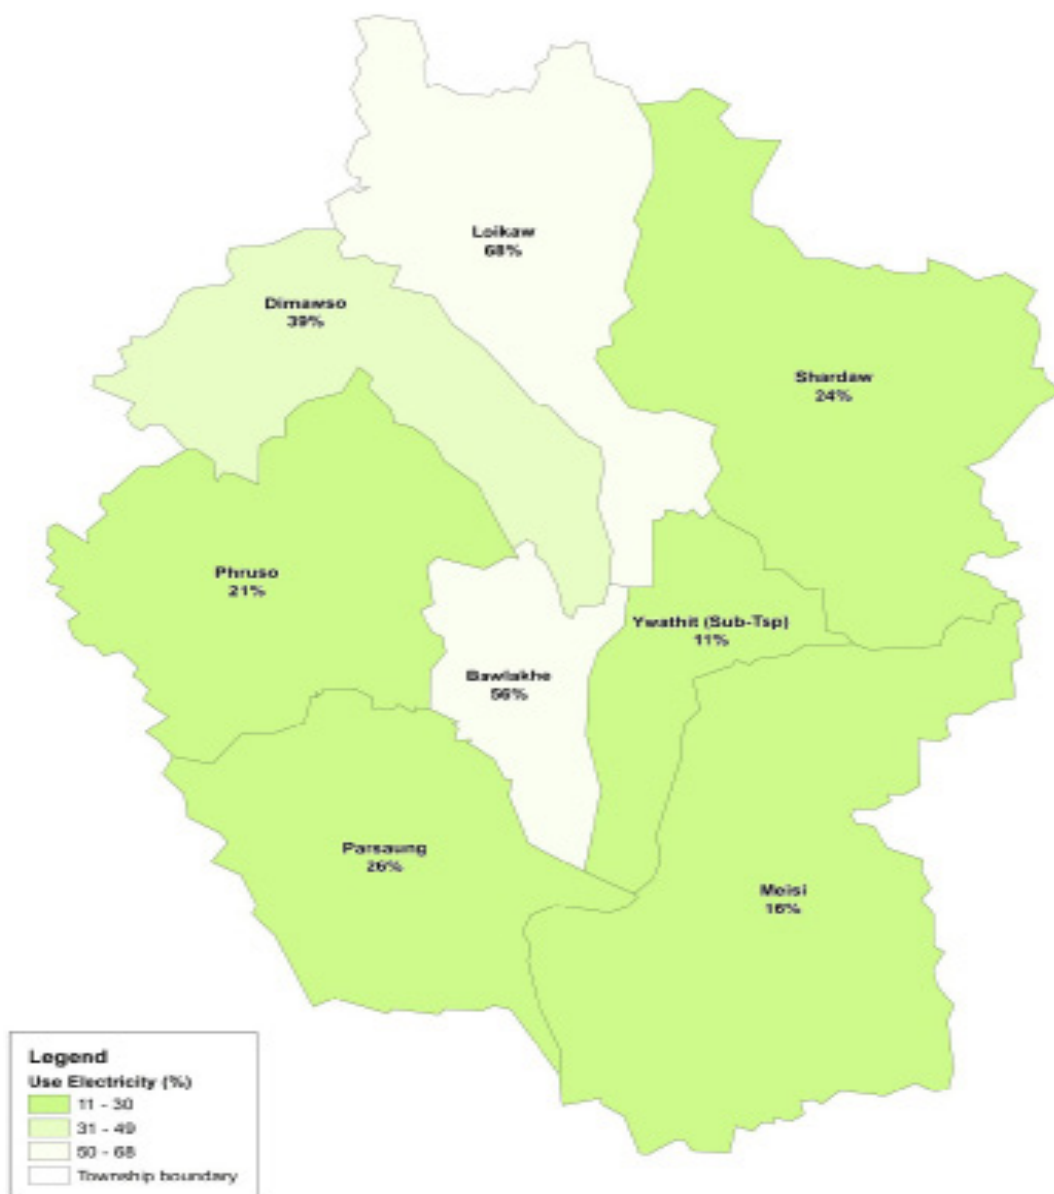 Loikaw
68%
Dimawso
39%
Shardaw
24%
Phruso
21%
Ywathit (Sub-Tsp)
11%
Bawlakhe
56%
Parsaung
26%
Meisi
16%
Legend
Use Electricity (%)
11 - 30
31 - 49
50 - 68
Township boundary